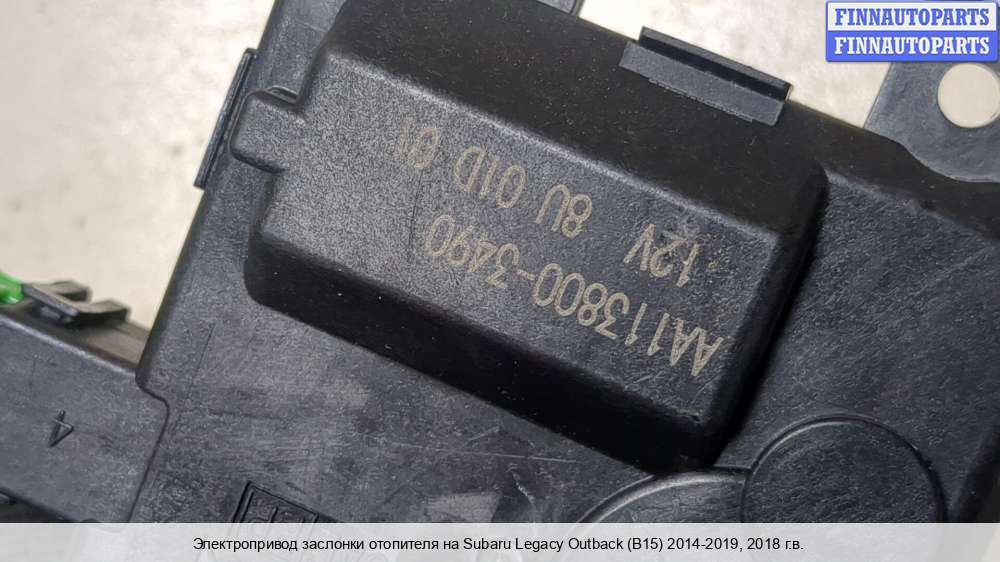 FINNAUTOPARTS
FINNAUTOPARTS
AA113800-3490
12V 8U 01D 01
4
Электропривод заслонки отопителя на Subaru Legacy Outback (B15) 2014-2019, 2018 г.в.